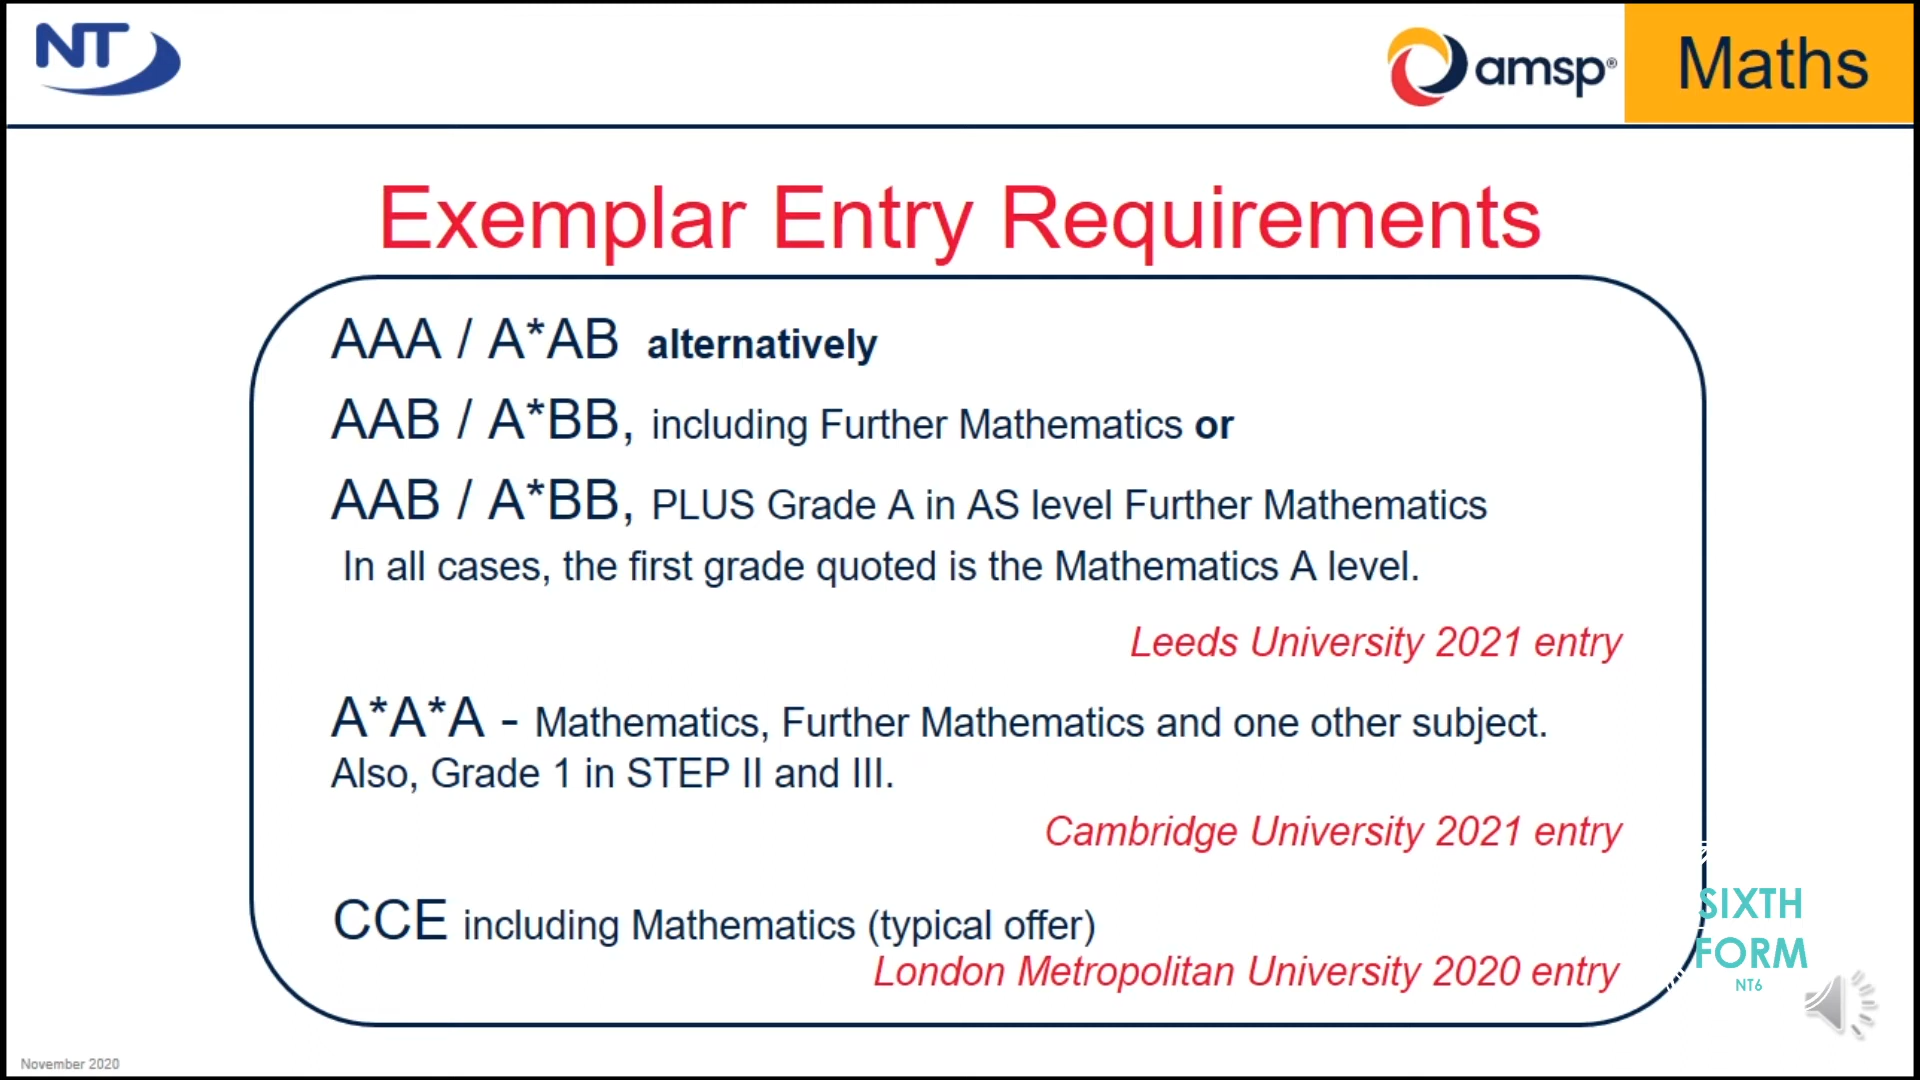 NT
amsp®
Maths
Exemplar Entry Requirements
AAA / A*AB alternatively
AAB / A*BB, including Further Mathematics or
AAB / A*BB, PLUS Grade A in AS level Further Mathematics
In all cases, the first grade quoted is the Mathematics A level.
Leeds University 2021 entry
A*A*A - Mathematics, Further Mathematics and one other subject.
Also, Grade 1 in STEP II and III.
Cambridge University 2021 entry
CCE including Mathematics (typical offer)
London Metropolitan University 2020 entry
SIXTH
FORM
NT6
November 2020